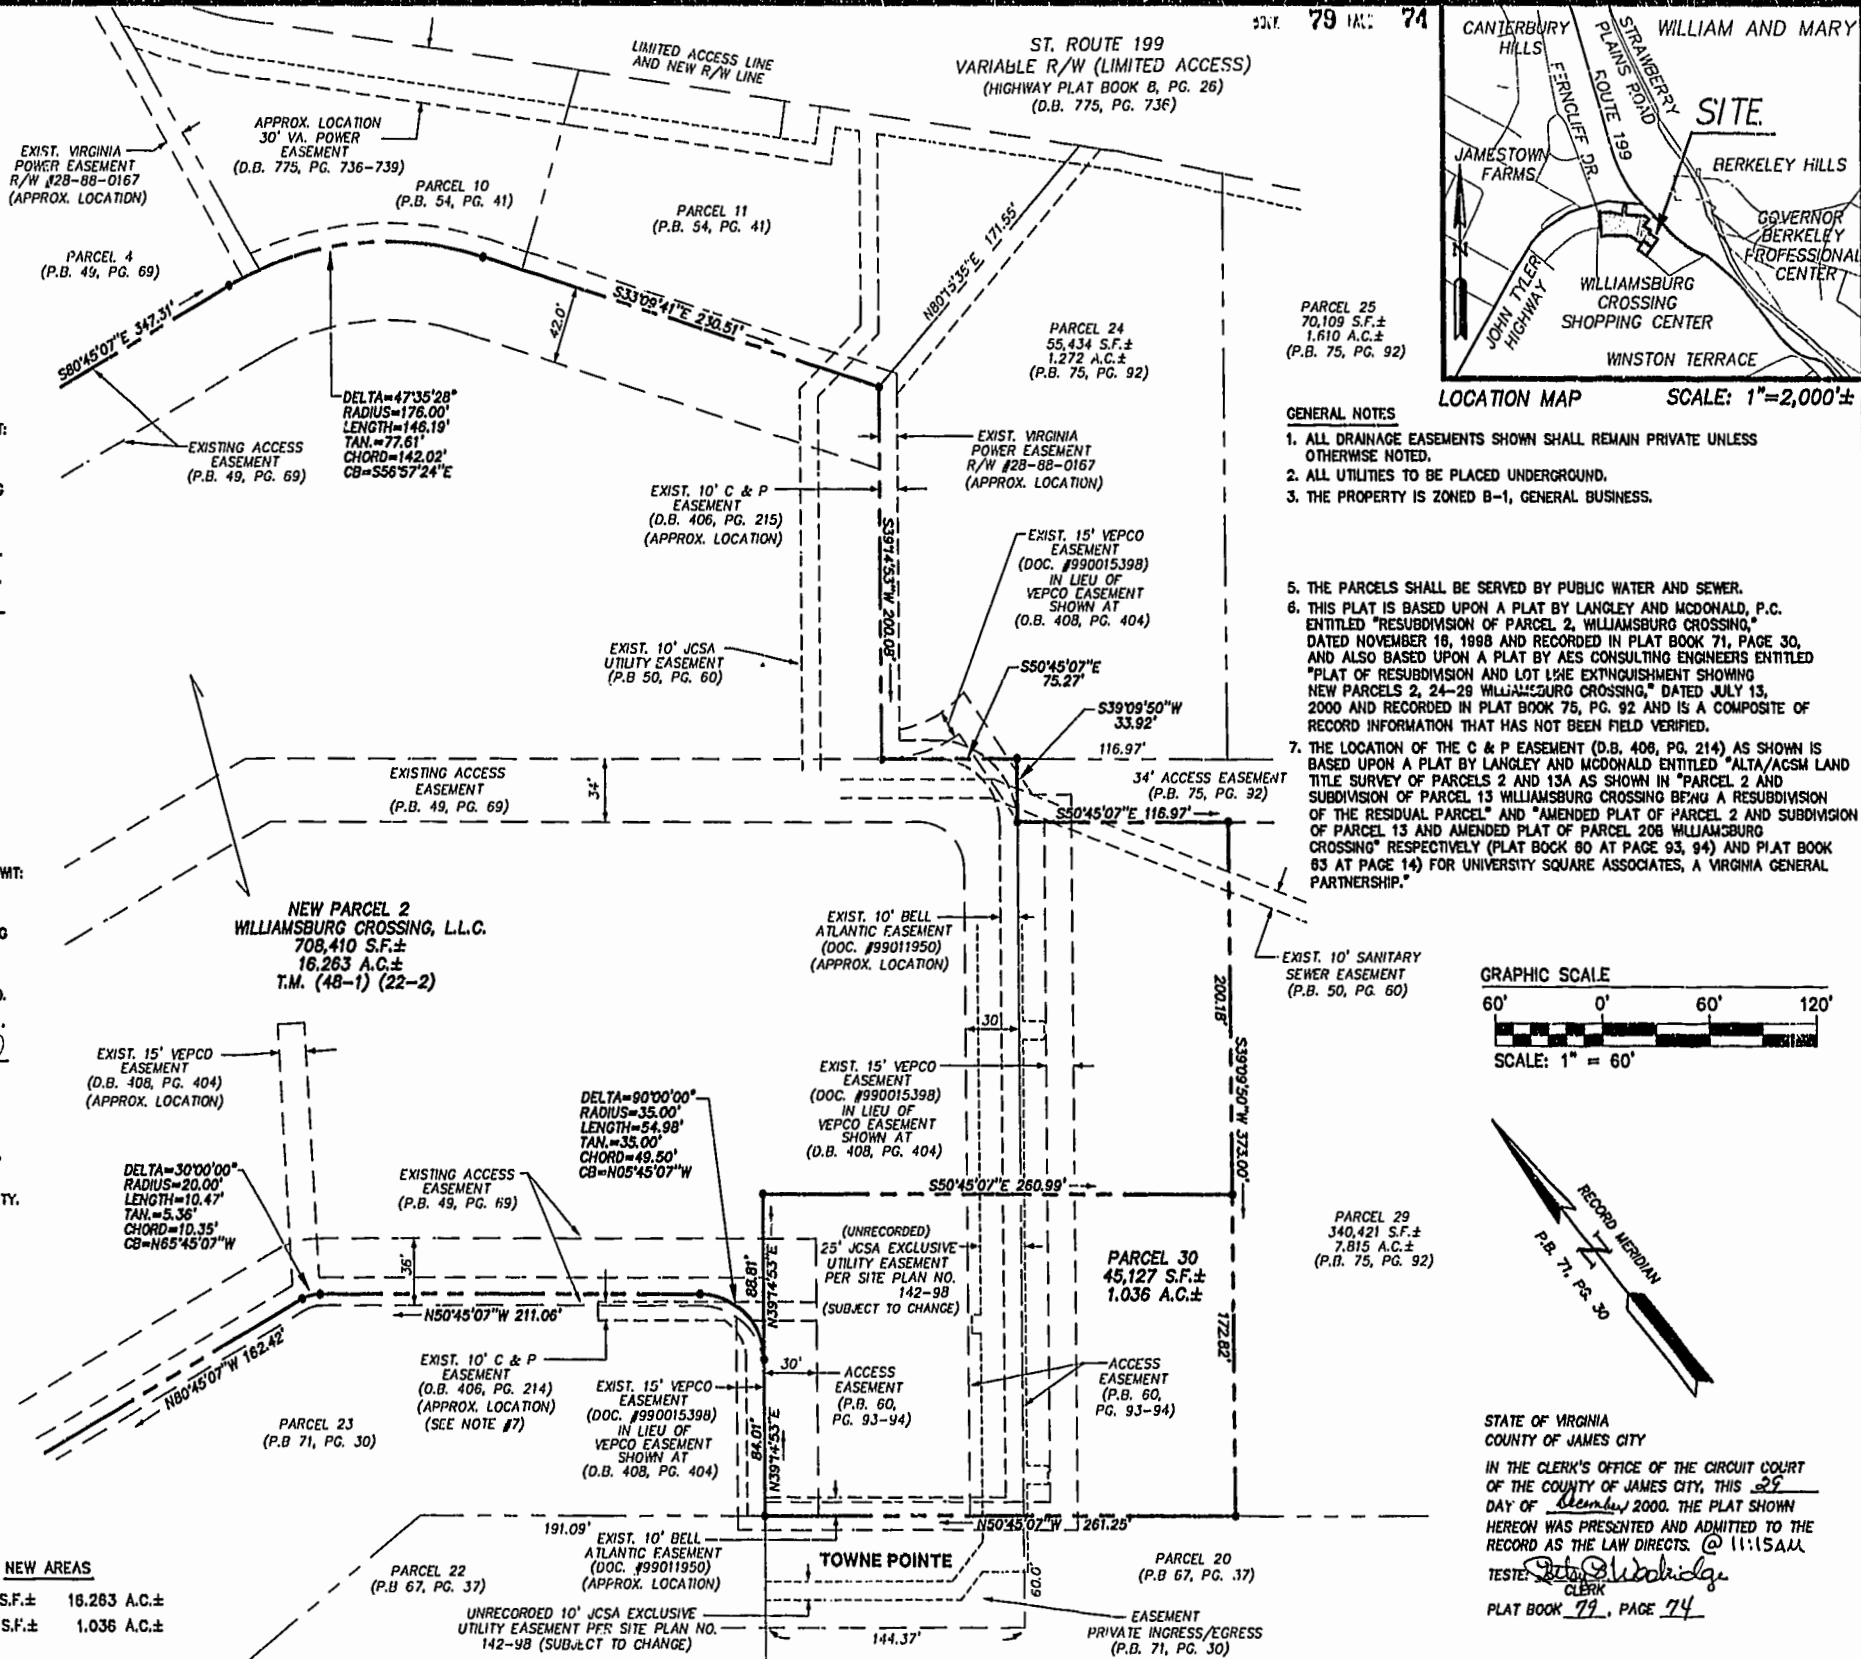 BOOK 79 PAGE 74
ST. ROUTE 199
VARIABLE R/W (LIMITED ACCESS)
(HIGHWAY PLAT BOOK 8, PG. 26)
(D.B. 775, PG. 736)
LIMITED ACCESS LINE
AND NEW R/W LINE
APPROX. LOCATION
30' VA. POWER
EASEMENT
(D.B. 775, PG. 736-739)
EXIST. VIRGINIA
POWER EASEMENT
R/W #28-88-0167
(APPROX. LOCATION)
PARCEL 4
(P.B. 49, PG. 69)
PARCEL 10
(P.B. 54, PG. 41)
PARCEL 11
(P.B. 54, PG. 41)
S80°45'07"E 347.31'
S33°09'41"E 230.51'
42.0'
N80°15'35"E 171.55'
PARCEL 24
55,434 S.F.±
1.272 A.C.±
(P.B. 75, PG. 92)
PARCEL 25
70,109 S.F.±
1.610 A.C.±
(P.B. 75, PG. 92)
CANTERBURY
HILLS
WILLIAM AND MARY
STRAWBERRY
PLAINS ROAD
ROUTE 199
FERNCLIFF DR.
SITE
JAMESTOWN
FARMS
BERKELEY HILLS
GOVERNOR
BERKELEY
PROFESSIONAL
CENTER
JOHN TYLER
HIGHWAY
WILLIAMSBURG
CROSSING
SHOPPING CENTER
WINSTON TERRACE
N
LOCATION MAP SCALE: 1"=2,000'±
EXISTING ACCESS
EASEMENT
(P.B. 49, PG. 69)
DELTA=47°35'28"
RADIUS=176.00'
LENGTH=146.19'
TAN.=77.61'
CHORD=142.02'
CB=S56°57'24"E
EXIST. 10' C & P
EASEMENT
(D.B. 406, PG. 215)
(APPROX. LOCATION)
EXIST. VIRGINIA
POWER EASEMENT
R/W #28-88-0167
(APPROX. LOCATION)
S39°14'53"W 200.08'
EXIST. 15' VEPCO
EASEMENT
(DOC. #990015398)
IN LIEU OF
VEPCO EASEMENT
SHOWN AT
(D.B. 408, PG. 404)
EXIST. 10' JCSA
UTILITY EASEMENT
(P.B 50, PG. 60)
S50°45'07"E
75.27'
S39°09'50"W
33.92'
116.97'
34' ACCESS EASEMENT
(P.B. 75, PG. 92)
S50°45'07"E 116.97'
GENERAL NOTES
1. ALL DRAINAGE EASEMENTS SHOWN SHALL REMAIN PRIVATE UNLESS
OTHERWISE NOTED.
2. ALL UTILITIES TO BE PLACED UNDERGROUND.
3. THE PROPERTY IS ZONED B-1, GENERAL BUSINESS.
5. THE PARCELS SHALL BE SERVED BY PUBLIC WATER AND SEWER.
6. THIS PLAT IS BASED UPON A PLAT BY LANGLEY AND MCDONALD, P.C.
ENTITLED "RESUBDIVISION OF PARCEL 2, WILLIAMSBURG CROSSING,"
DATED NOVEMBER 16, 1998 AND RECORDED IN PLAT BOOK 71, PAGE 30,
AND ALSO BASED UPON A PLAT BY AES CONSULTING ENGINEERS ENTITLED
"PLAT OF RESUBDIVISION AND LOT LINE EXTINGUISHMENT SHOWING
NEW PARCELS 2, 24-29 WILLIAMSBURG CROSSING," DATED JULY 13,
2000 AND RECORDED IN PLAT BOOK 75, PG. 92 AND IS A COMPOSITE OF
RECORD INFORMATION THAT HAS NOT BEEN FIELD VERIFIED.
7. THE LOCATION OF THE C & P EASEMENT (D.B. 406, PG. 214) AS SHOWN IS
BASED UPON A PLAT BY LANGLEY AND MCDONALD ENTITLED "ALTA/ACSM LAND
TITLE SURVEY OF PARCELS 2 AND 13A AS SHOWN IN "PARCEL 2 AND
SUBDIVISION OF PARCEL 13 WILLIAMSBURG CROSSING BEING A RESUBDIVISION
OF THE RESIDUAL PARCEL" AND "AMENDED PLAT OF PARCEL 2 AND SUBDIVISION
OF PARCEL 13 AND AMENDED PLAT OF PARCEL 20B WILLIAMSBURG
CROSSING" RESPECTIVELY (PLAT BOCK 60 AT PAGE 93, 94) AND PLAT BOOK
63 AT PAGE 14) FOR UNIVERSITY SQUARE ASSOCIATES, A VIRGINIA GENERAL
PARTNERSHIP."
EXISTING ACCESS
EASEMENT
(P.B. 49, PG. 69)
34'
WIT:
NEW PARCEL 2
WILLIAMSBURG CROSSING, L.L.C.
708,410 S.F.±
16.263 A.C.±
T.M. (48-1) (22-2)
EXIST. 10' BELL
ATLANTIC EASEMENT
(DOC. #99011950)
(APPROX. LOCATION)
EXIST. 10' SANITARY
SEWER EASEMENT
(P.B. 50, PG. 60)
200.18'
S39°09'50"W 373.00'
172.82'
30'
GRAPHIC SCALE
60' 0' 60' 120'
SCALE: 1" = 60'
EXIST. 15' VEPCO
EASEMENT
(D.B. 408, PG. 404)
(APPROX. LOCATION)
EXIST. 15' VEPCO
EASEMENT
(DOC. #990015398)
IN LIEU OF
VEPCO EASEMENT
SHOWN AT
(D.B. 408, PG. 404)
DELTA=90°00'00"
RADIUS=35.00'
LENGTH=54.98'
TAN.=35.00'
CHORD=49.50'
CB=N05°45'07"W
DELTA=30°00'00"
RADIUS=20.00'
LENGTH=10.47'
TAN.=5.36'
CHORD=10.35'
CB=N65°45'07"W
TY.
EXISTING ACCESS
EASEMENT
(P.B. 49, PG. 69)
S50°45'07"E 260.99'
36'
88.81'
N39°14'53"E
(UNRECORDED)
25' JCSA EXCLUSIVE
UTILITY EASEMENT
PER SITE PLAN NO.
142-98
(SUBJECT TO CHANGE)
PARCEL 30
45,127 S.F.±
1.036 A.C.±
PARCEL 29
340,421 S.F.±
7.815 A.C.±
(P.B. 75, PG. 92)
RECORD MERIDIAN
N
P.B. 71, PG. 30
N50°45'07"W 211.06'
N80°45'07"W 162.42'
PARCEL 23
(P.B 71, PG. 30)
EXIST. 10' C & P
EASEMENT
(D.B. 406, PG. 214)
(APPROX. LOCATION)
(SEE NOTE #7)
EXIST. 15' VEPCO
EASEMENT
(DOC. #990015398)
IN LIEU OF
VEPCO EASEMENT
SHOWN AT
(D.B. 408, PG. 404)
30'
84.01'
N39°14'53"E
ACCESS
EASEMENT
(P.B. 60,
PG. 93-94)
ACCESS
EASEMENT
(P.B. 60,
PG. 93-94)
STATE OF VIRGINIA
COUNTY OF JAMES CITY
IN THE CLERK'S OFFICE OF THE CIRCUIT COURT
OF THE COUNTY OF JAMES CITY, THIS 29
DAY OF December 2000. THE PLAT SHOWN
HEREON WAS PRESENTED AND ADMITTED TO THE
RECORD AS THE LAW DIRECTS. @ 11:15AM
TESTE: Betsy B Woolridge
CLERK
PLAT BOOK 79, PAGE 74
191.09'
N50°45'07"W 261.25'
EXIST. 10' BELL
ATLANTIC EASEMENT
(DOC. #99011950)
(APPROX. LOCATION)
TOWNE POINTE
PARCEL 22
(P.B 67, PG. 37)
PARCEL 20
(P.B 67, PG. 37)
60.0'
UNRECORDED 10' JCSA EXCLUSIVE
UTILITY EASEMENT PER SITE PLAN NO.
142-98 (SUBJECT TO CHANGE)
144.37'
EASEMENT
PRIVATE INGRESS/EGRESS
(P.B. 71, PG. 30)
NEW AREAS
S.F.± 16.263 A.C.±
S.F.± 1.036 A.C.±